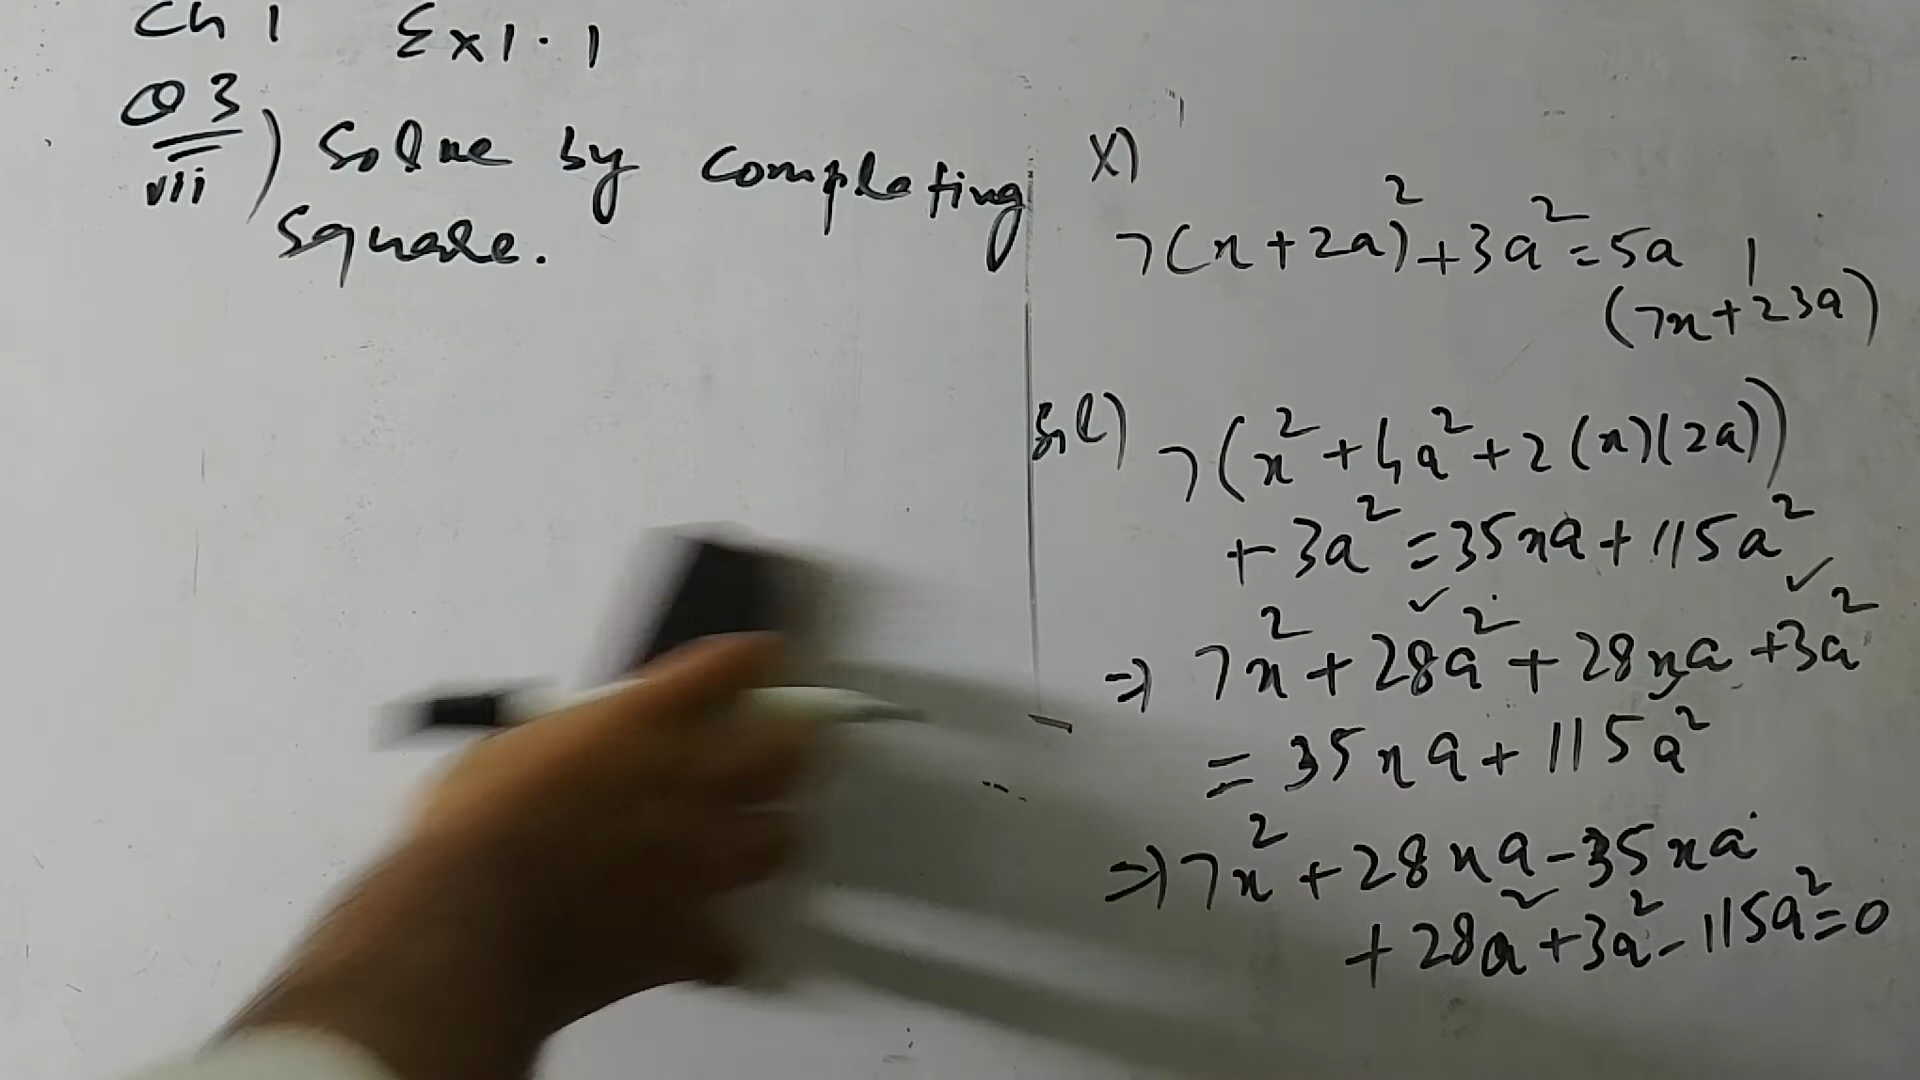 Ch 1 Ex 1.1
Q3
vii) Solve by completing
square.
x)
7(x+2a)²+3a²=5a
(7x+23a)
Sol) 7(x²+4a²+2(x)(2a))
+3a²=35xa+115a²
⇒ 7x²+28a²+28xa+3a²
= 35xa+115a²
⇒ 7x²+28xa-35xa
+28a²+3a²-115a²=0